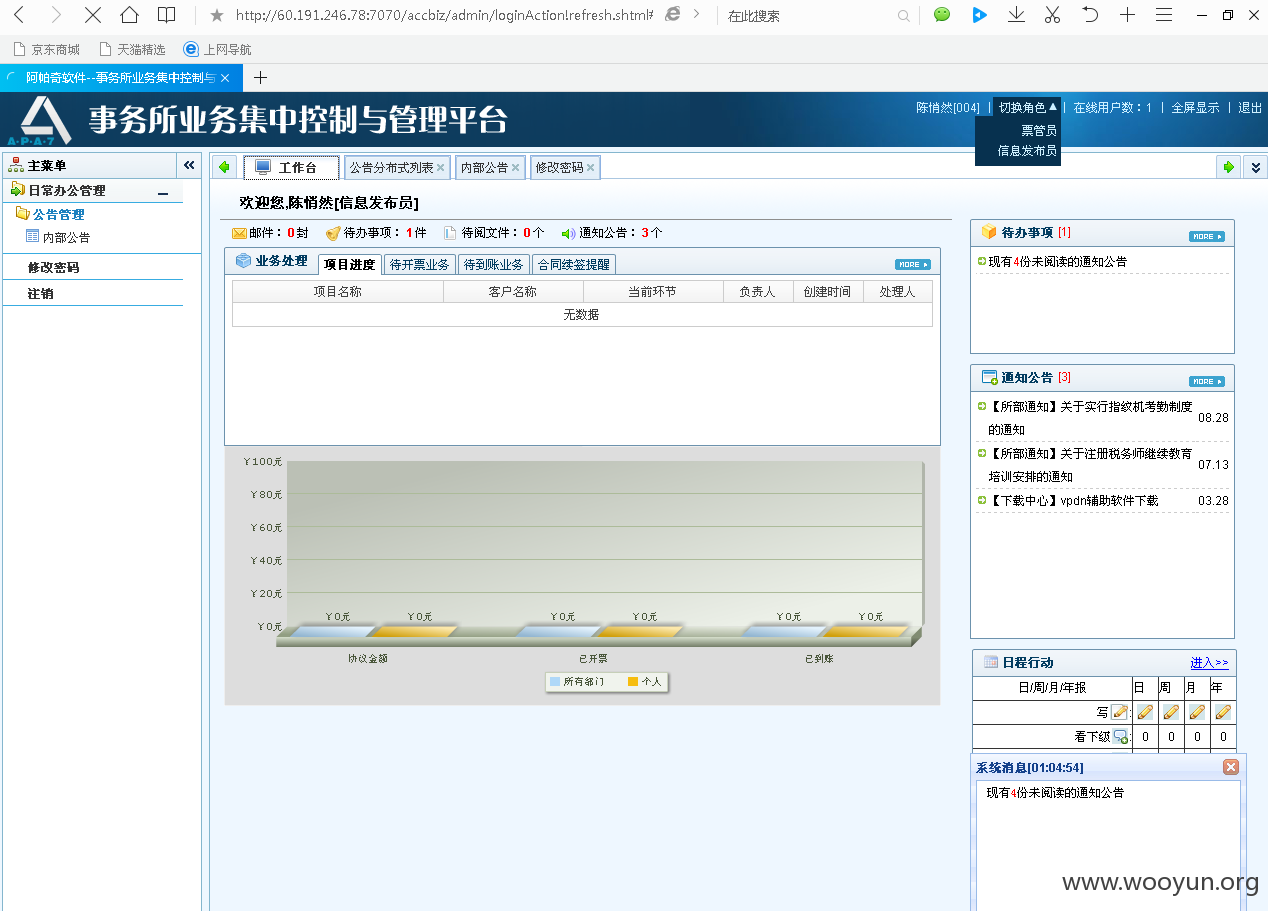 http://60.191.246.78:7070/accbiz/admin/loginAction!refresh.shtml#
在此搜索
京东商城 天猫精选 上网导航
阿帕奇软件--事务所业务集中控制与
A·P·A·7 事务所业务集中控制与管理平台
陈悄然[004] | 切换角色▲ | 在线用户数：1 | 全屏显示 | 退出
票管员
信息发布员
主菜单
日常办公管理
公告管理
内部公告
修改密码
注销
工作台 公告分布式列表 内部公告 修改密码
欢迎您,陈悄然[信息发布员]
邮件：0封 待办事项：1件 待阅文件：0个 通知公告：3个
业务处理 项目进度 待开票业务 待到账业务 合同续签提醒 MORE
项目名称 客户名称 当前环节 负责人 创建时间 处理人
无数据
￥100元
￥80元
￥60元
￥40元
￥20元
￥0元
￥0元 ￥0元 ￥0元 ￥0元 ￥0元 ￥0元
协议金额 已开票 已到账
所有部门 个人
待办事项 [1] MORE
现有4份未阅读的通知公告
通知公告 [3] MORE
【所部通知】关于实行指纹机考勤制度
的通知 08.28
【所部通知】关于注册税务师继续教育
培训安排的通知 07.13
【下载中心】vpdn辅助软件下载 03.28
日程行动 进入>>
日/周/月/年报 日 周 月 年
写 :
看下级 : 0 0 0 0
系统消息[01:04:54]
现有4份未阅读的通知公告
www.wooyun.org